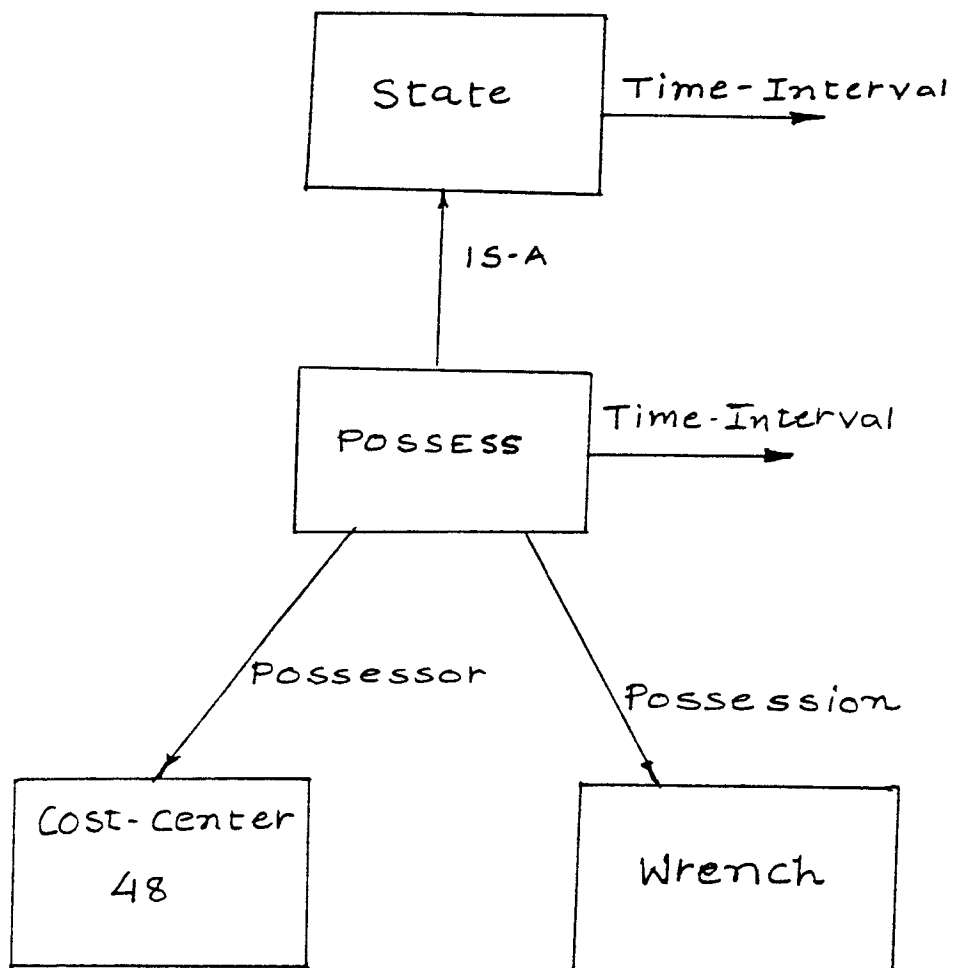 State
Time-Interval
IS-A
POSSESS
Time-Interval
Possessor
Possession
Cost-center
48
Wrench